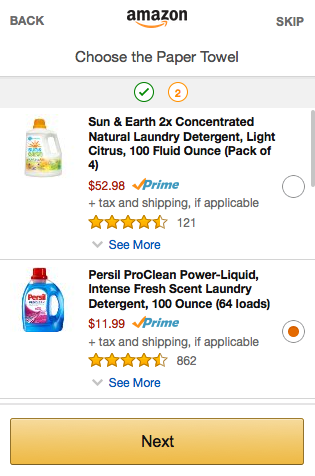 BACK
amazon
SKIP
Choose the Paper Towel
2
Sun & Earth 2x Concentrated
Natural Laundry Detergent, Light
Citrus, 100 Fluid Ounce (Pack of
4)
$52.98 Prime
+ tax and shipping, if applicable
121
See More
Persil
Persil ProClean Power-Liquid,
Intense Fresh Scent Laundry
Detergent, 100 Ounce (64 loads)
$11.99 Prime
+ tax and shipping, if applicable
862
See More
Next